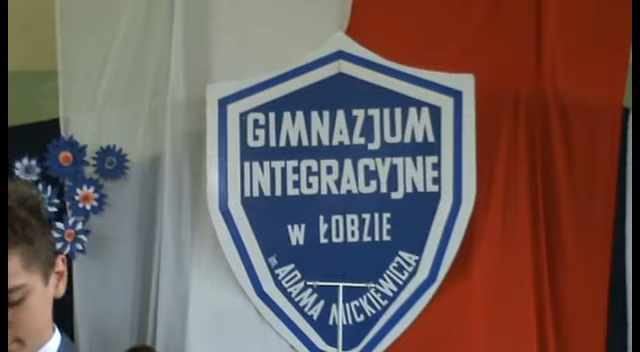 GIMNAZJUM
INTEGRACYJNE
w ŁOBZIE
im. ADAMA MICKIEWICZA